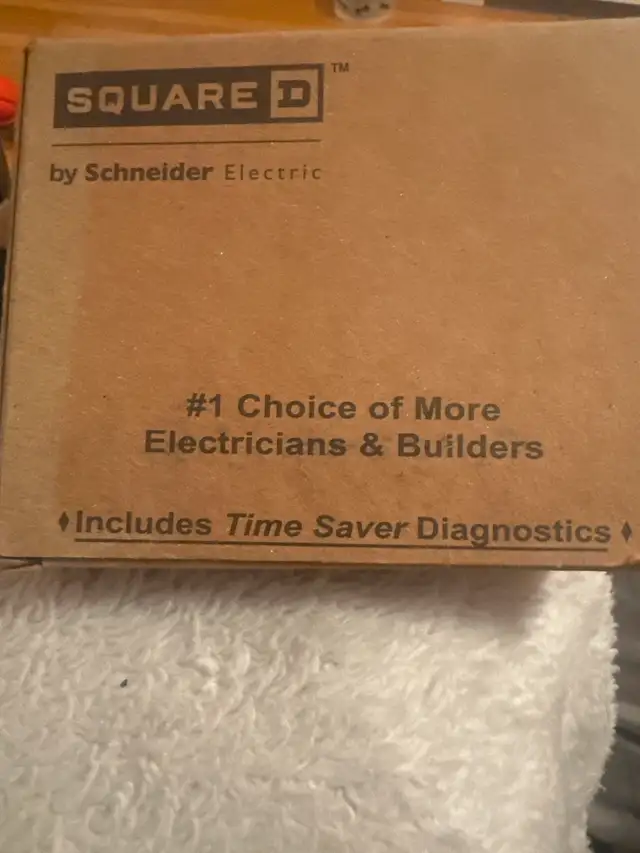 SQUARE D ™
by Schneider Electric
#1 Choice of More
Electricians & Builders
♦Includes Time Saver Diagnostics♦